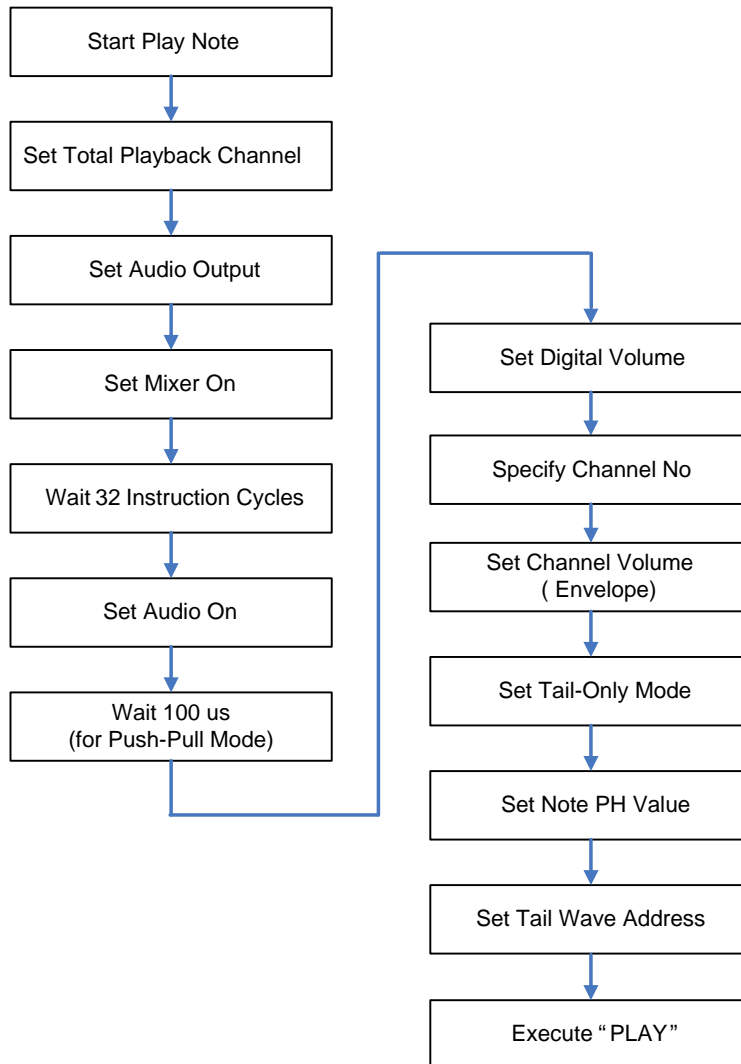 Start Play Note
Set Total Playback Channel
Set Audio Output
Set Mixer On
Wait 32 Instruction Cycles
Set Audio On
Wait 100 us
(for Push-Pull Mode)
Set Digital Volume
Specify Channel No
Set Channel Volume
( Envelope)
Set Tail-Only Mode
Set Note PH Value
Set Tail Wave Address
Execute “PLAY”